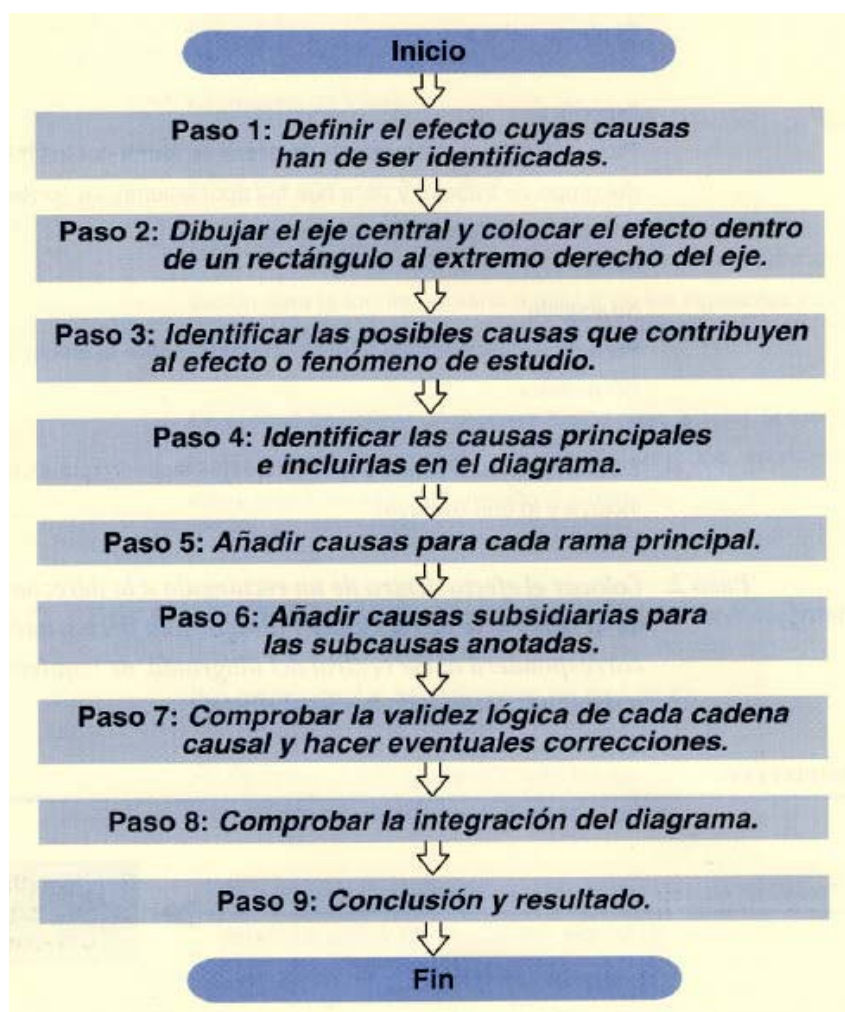 Inicio
Paso 1: Definir el efecto cuyas causas
han de ser identificadas.
Paso 2: Dibujar el eje central y colocar el efecto dentro
de un rectángulo al extremo derecho del eje.
Paso 3: Identificar las posibles causas que contribuyen
al efecto o fenómeno de estudio.
Paso 4: Identificar las causas principales
e incluirlas en el diagrama.
Paso 5: Añadir causas para cada rama principal.
Paso 6: Añadir causas subsidiarias para
las subcausas anotadas.
Paso 7: Comprobar la validez lógica de cada cadena
causal y hacer eventuales correcciones.
Paso 8: Comprobar la integración del diagrama.
Paso 9: Conclusión y resultado.
Fin